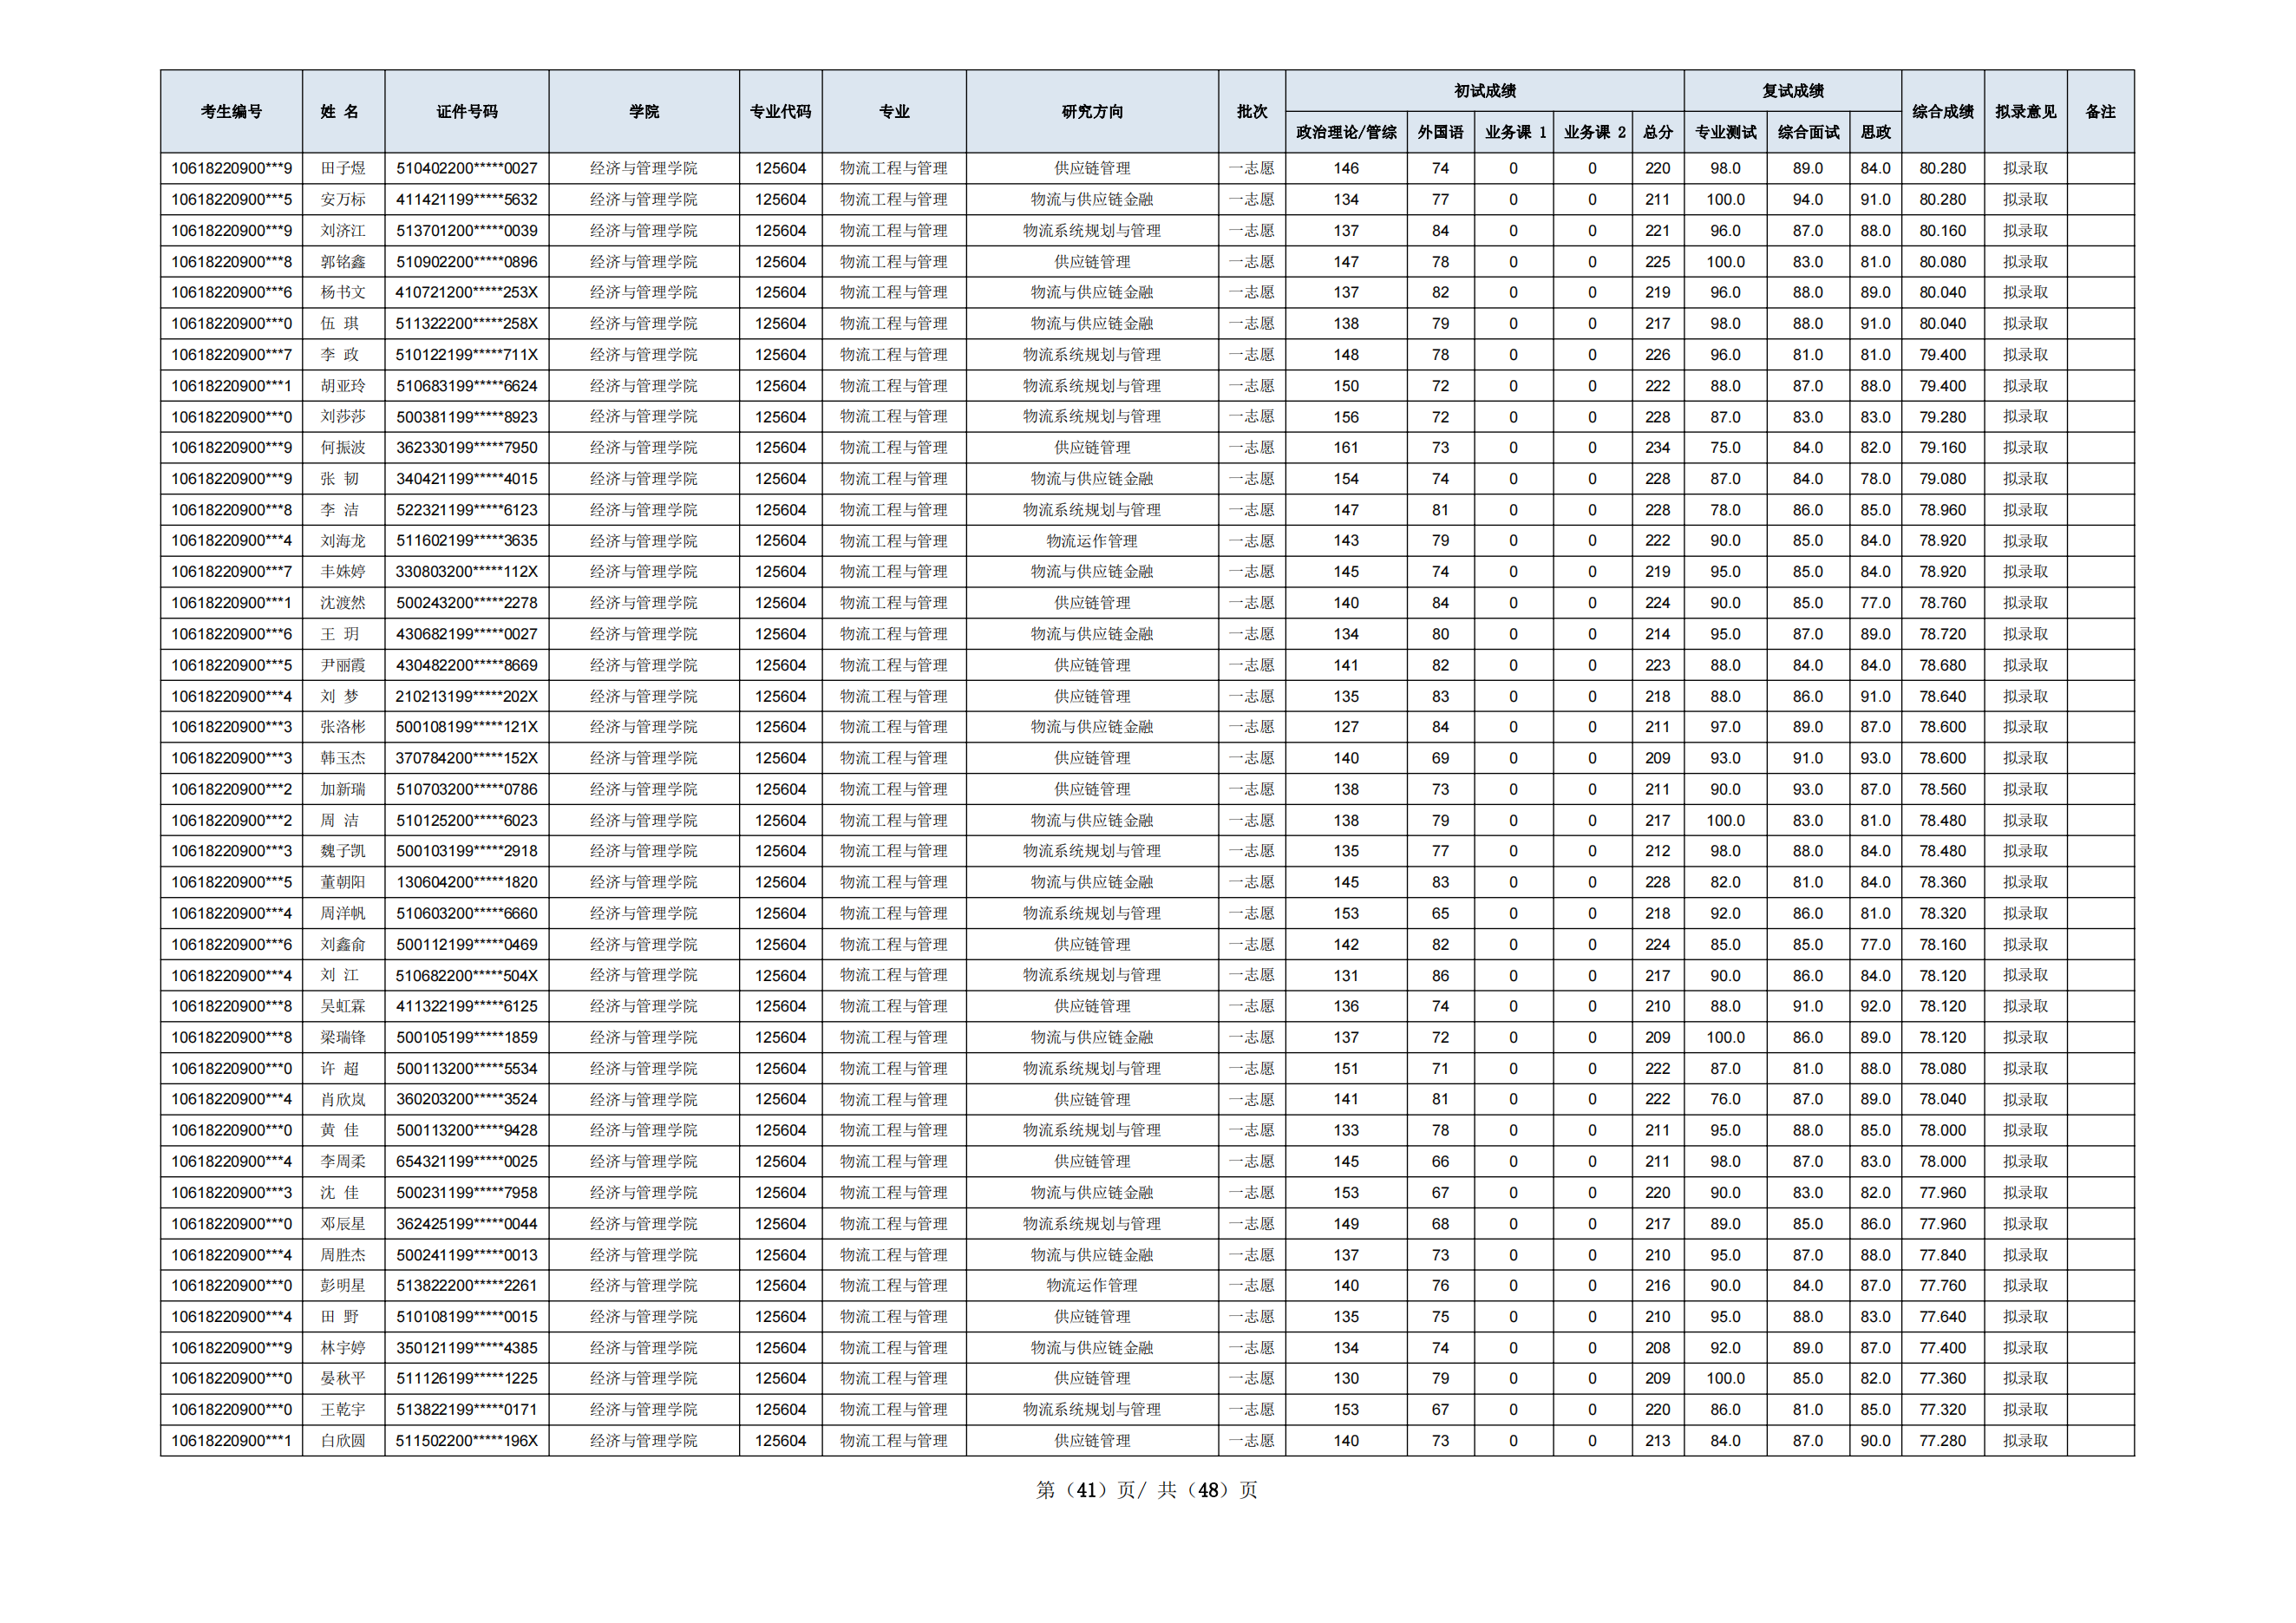 考生编号 姓 名 证件号码 学院 专业代码 专业 研究方向 批次 初试成绩 复试成绩 综合成绩 拟录意见 备注
政治理论/管综 外国语 业务课 1 业务课 2 总分 专业测试 综合面试 思政
10618220900***9 田子煜 510402200*****0027 经济与管理学院 125604 物流工程与管理 供应链管理 一志愿 146 74 0 0 220 98.0 89.0 84.0 80.280 拟录取
10618220900***5 安万标 411421199*****5632 经济与管理学院 125604 物流工程与管理 物流与供应链金融 一志愿 134 77 0 0 211 100.0 94.0 91.0 80.280 拟录取
10618220900***9 刘济江 513701200*****0039 经济与管理学院 125604 物流工程与管理 物流系统规划与管理 一志愿 137 84 0 0 221 96.0 87.0 88.0 80.160 拟录取
10618220900***8 郭铭鑫 510902200*****0896 经济与管理学院 125604 物流工程与管理 供应链管理 一志愿 147 78 0 0 225 100.0 83.0 81.0 80.080 拟录取
10618220900***6 杨书文 410721200*****253X 经济与管理学院 125604 物流工程与管理 物流与供应链金融 一志愿 137 82 0 0 219 96.0 88.0 89.0 80.040 拟录取
10618220900***0 伍 琪 511322200*****258X 经济与管理学院 125604 物流工程与管理 物流与供应链金融 一志愿 138 79 0 0 217 98.0 88.0 91.0 80.040 拟录取
10618220900***7 李 政 510122199*****711X 经济与管理学院 125604 物流工程与管理 物流系统规划与管理 一志愿 148 78 0 0 226 96.0 81.0 81.0 79.400 拟录取
10618220900***1 胡亚玲 510683199*****6624 经济与管理学院 125604 物流工程与管理 物流系统规划与管理 一志愿 150 72 0 0 222 88.0 87.0 88.0 79.400 拟录取
10618220900***0 刘莎莎 500381199*****8923 经济与管理学院 125604 物流工程与管理 物流系统规划与管理 一志愿 156 72 0 0 228 87.0 83.0 83.0 79.280 拟录取
10618220900***9 何振波 362330199*****7950 经济与管理学院 125604 物流工程与管理 供应链管理 一志愿 161 73 0 0 234 75.0 84.0 82.0 79.160 拟录取
10618220900***9 张 韧 340421199*****4015 经济与管理学院 125604 物流工程与管理 物流与供应链金融 一志愿 154 74 0 0 228 87.0 84.0 78.0 79.080 拟录取
10618220900***8 李 洁 522321199*****6123 经济与管理学院 125604 物流工程与管理 物流系统规划与管理 一志愿 147 81 0 0 228 78.0 86.0 85.0 78.960 拟录取
10618220900***4 刘海龙 511602199*****3635 经济与管理学院 125604 物流工程与管理 物流运作管理 一志愿 143 79 0 0 222 90.0 85.0 84.0 78.920 拟录取
10618220900***7 丰姝婷 330803200*****112X 经济与管理学院 125604 物流工程与管理 物流与供应链金融 一志愿 145 74 0 0 219 95.0 85.0 84.0 78.920 拟录取
10618220900***1 沈渡然 500243200*****2278 经济与管理学院 125604 物流工程与管理 供应链管理 一志愿 140 84 0 0 224 90.0 85.0 77.0 78.760 拟录取
10618220900***6 王 玥 430682199*****0027 经济与管理学院 125604 物流工程与管理 物流与供应链金融 一志愿 134 80 0 0 214 95.0 87.0 89.0 78.720 拟录取
10618220900***5 尹丽霞 430482200*****8669 经济与管理学院 125604 物流工程与管理 供应链管理 一志愿 141 82 0 0 223 88.0 84.0 84.0 78.680 拟录取
10618220900***4 刘 梦 210213199*****202X 经济与管理学院 125604 物流工程与管理 供应链管理 一志愿 135 83 0 0 218 88.0 86.0 91.0 78.640 拟录取
10618220900***3 张洛彬 500108199*****121X 经济与管理学院 125604 物流工程与管理 物流与供应链金融 一志愿 127 84 0 0 211 97.0 89.0 87.0 78.600 拟录取
10618220900***3 韩玉杰 370784200*****152X 经济与管理学院 125604 物流工程与管理 供应链管理 一志愿 140 69 0 0 209 93.0 91.0 93.0 78.600 拟录取
10618220900***2 加新瑞 510703200*****0786 经济与管理学院 125604 物流工程与管理 供应链管理 一志愿 138 73 0 0 211 90.0 93.0 87.0 78.560 拟录取
10618220900***2 周 洁 510125200*****6023 经济与管理学院 125604 物流工程与管理 物流与供应链金融 一志愿 138 79 0 0 217 100.0 83.0 81.0 78.480 拟录取
10618220900***3 魏子凯 500103199*****2918 经济与管理学院 125604 物流工程与管理 物流系统规划与管理 一志愿 135 77 0 0 212 98.0 88.0 84.0 78.480 拟录取
10618220900***5 董朝阳 130604200*****1820 经济与管理学院 125604 物流工程与管理 物流与供应链金融 一志愿 145 83 0 0 228 82.0 81.0 84.0 78.360 拟录取
10618220900***4 周洋帆 510603200*****6660 经济与管理学院 125604 物流工程与管理 物流系统规划与管理 一志愿 153 65 0 0 218 92.0 86.0 81.0 78.320 拟录取
10618220900***6 刘鑫俞 500112199*****0469 经济与管理学院 125604 物流工程与管理 供应链管理 一志愿 142 82 0 0 224 85.0 85.0 77.0 78.160 拟录取
10618220900***4 刘 江 510682200*****504X 经济与管理学院 125604 物流工程与管理 物流系统规划与管理 一志愿 131 86 0 0 217 90.0 86.0 84.0 78.120 拟录取
10618220900***8 吴虹霖 411322199*****6125 经济与管理学院 125604 物流工程与管理 供应链管理 一志愿 136 74 0 0 210 88.0 91.0 92.0 78.120 拟录取
10618220900***8 梁瑞锋 500105199*****1859 经济与管理学院 125604 物流工程与管理 物流与供应链金融 一志愿 137 72 0 0 209 100.0 86.0 89.0 78.120 拟录取
10618220900***0 许 超 500113200*****5534 经济与管理学院 125604 物流工程与管理 物流系统规划与管理 一志愿 151 71 0 0 222 87.0 81.0 88.0 78.080 拟录取
10618220900***4 肖欣岚 360203200*****3524 经济与管理学院 125604 物流工程与管理 供应链管理 一志愿 141 81 0 0 222 76.0 87.0 89.0 78.040 拟录取
10618220900***0 黄 佳 500113200*****9428 经济与管理学院 125604 物流工程与管理 物流系统规划与管理 一志愿 133 78 0 0 211 95.0 88.0 85.0 78.000 拟录取
10618220900***4 李周柔 654321199*****0025 经济与管理学院 125604 物流工程与管理 供应链管理 一志愿 145 66 0 0 211 98.0 87.0 83.0 78.000 拟录取
10618220900***3 沈 佳 500231199*****7958 经济与管理学院 125604 物流工程与管理 物流与供应链金融 一志愿 153 67 0 0 220 90.0 83.0 82.0 77.960 拟录取
10618220900***0 邓辰星 362425199*****0044 经济与管理学院 125604 物流工程与管理 物流系统规划与管理 一志愿 149 68 0 0 217 89.0 85.0 86.0 77.960 拟录取
10618220900***4 周胜杰 500241199*****0013 经济与管理学院 125604 物流工程与管理 物流与供应链金融 一志愿 137 73 0 0 210 95.0 87.0 88.0 77.840 拟录取
10618220900***0 彭明星 513822200*****2261 经济与管理学院 125604 物流工程与管理 物流运作管理 一志愿 140 76 0 0 216 90.0 84.0 87.0 77.760 拟录取
10618220900***4 田 野 510108199*****0015 经济与管理学院 125604 物流工程与管理 供应链管理 一志愿 135 75 0 0 210 95.0 88.0 83.0 77.640 拟录取
10618220900***9 林宇婷 350121199*****4385 经济与管理学院 125604 物流工程与管理 物流与供应链金融 一志愿 134 74 0 0 208 92.0 89.0 87.0 77.400 拟录取
10618220900***0 晏秋平 511126199*****1225 经济与管理学院 125604 物流工程与管理 供应链管理 一志愿 130 79 0 0 209 100.0 85.0 82.0 77.360 拟录取
10618220900***0 王乾宇 513822199*****0171 经济与管理学院 125604 物流工程与管理 物流系统规划与管理 一志愿 153 67 0 0 220 86.0 81.0 85.0 77.320 拟录取
10618220900***1 白欣圆 511502200*****196X 经济与管理学院 125604 物流工程与管理 供应链管理 一志愿 140 73 0 0 213 84.0 87.0 90.0 77.280 拟录取
第（41）页/ 共（48）页